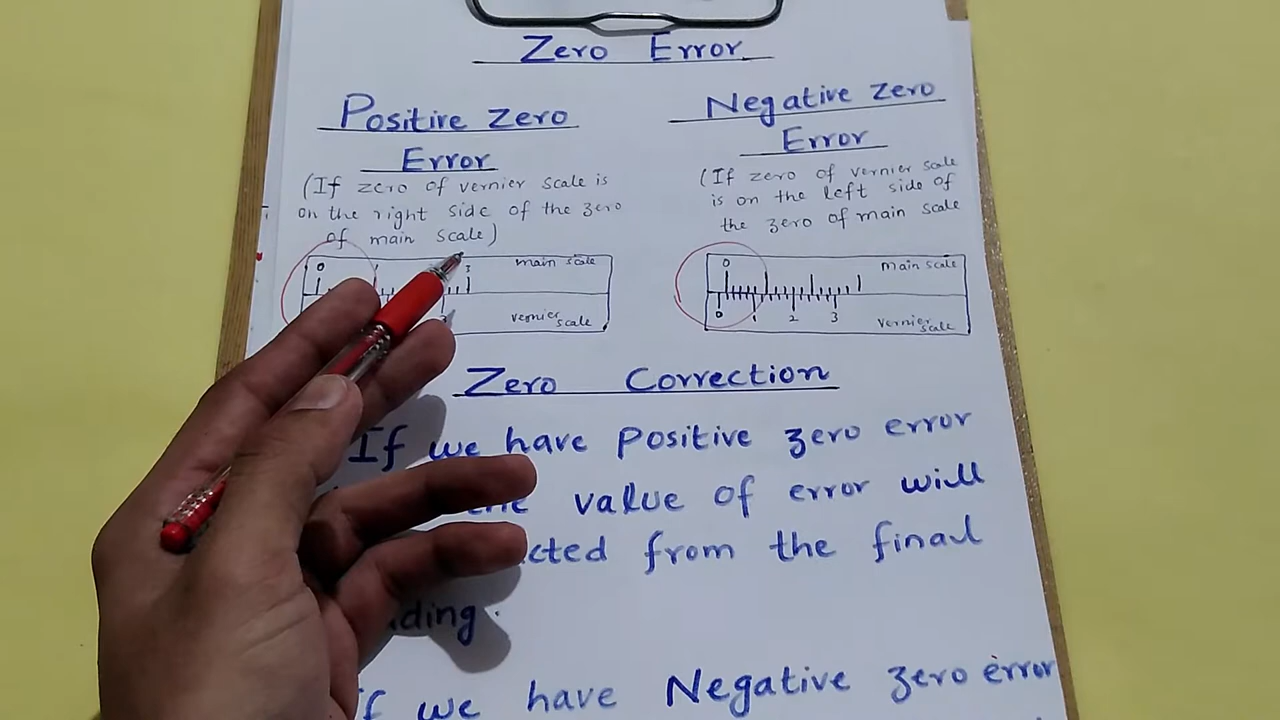 Zero Error
Positive Zero
Error
(If zero of vernier scale is
on the right side of the zero
of main scale)
0 3 main scale
vernier scale
Negative Zero
Error
(If zero of vernier scale
is on the left side of
the zero of main scale
0 Main scale
0 1 2 3 vernier scale
Zero Correction
If we have positive zero error
value of error will
from the final
If we have Negative zero error